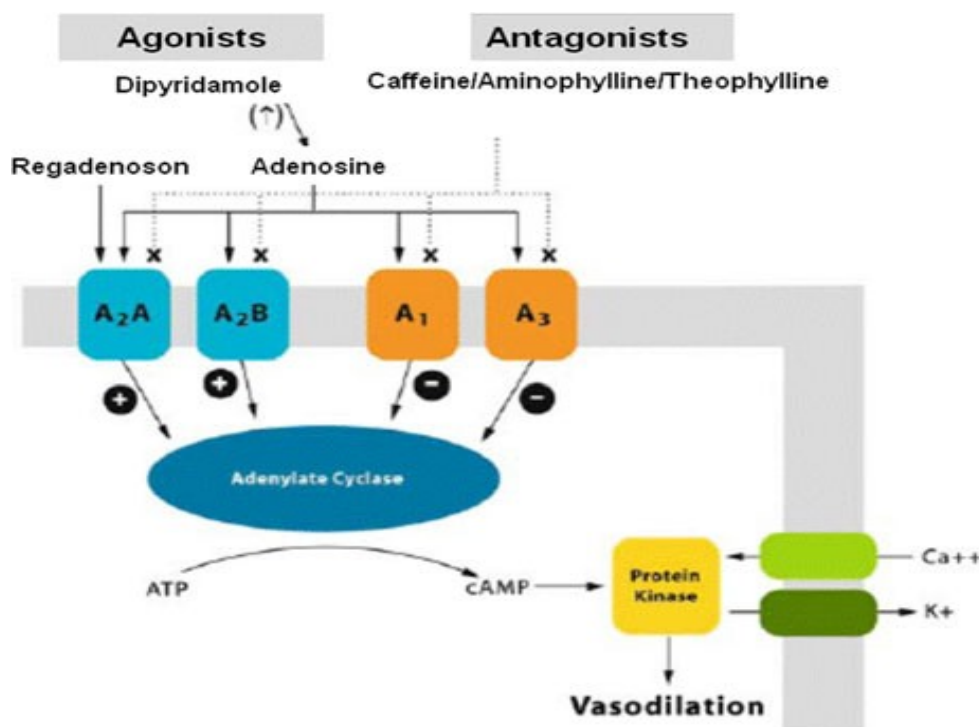 Agonists
Antagonists
Dipyridamole
Caffeine/Aminophylline/Theophylline
(↑)
Regadenoson
Adenosine
x x x x
A₂A
A₂B
A₁
A₃
+
+
−
−
Adenylate Cyclase
ATP
cAMP
Protein
Kinase
Ca++
K+
Vasodilation